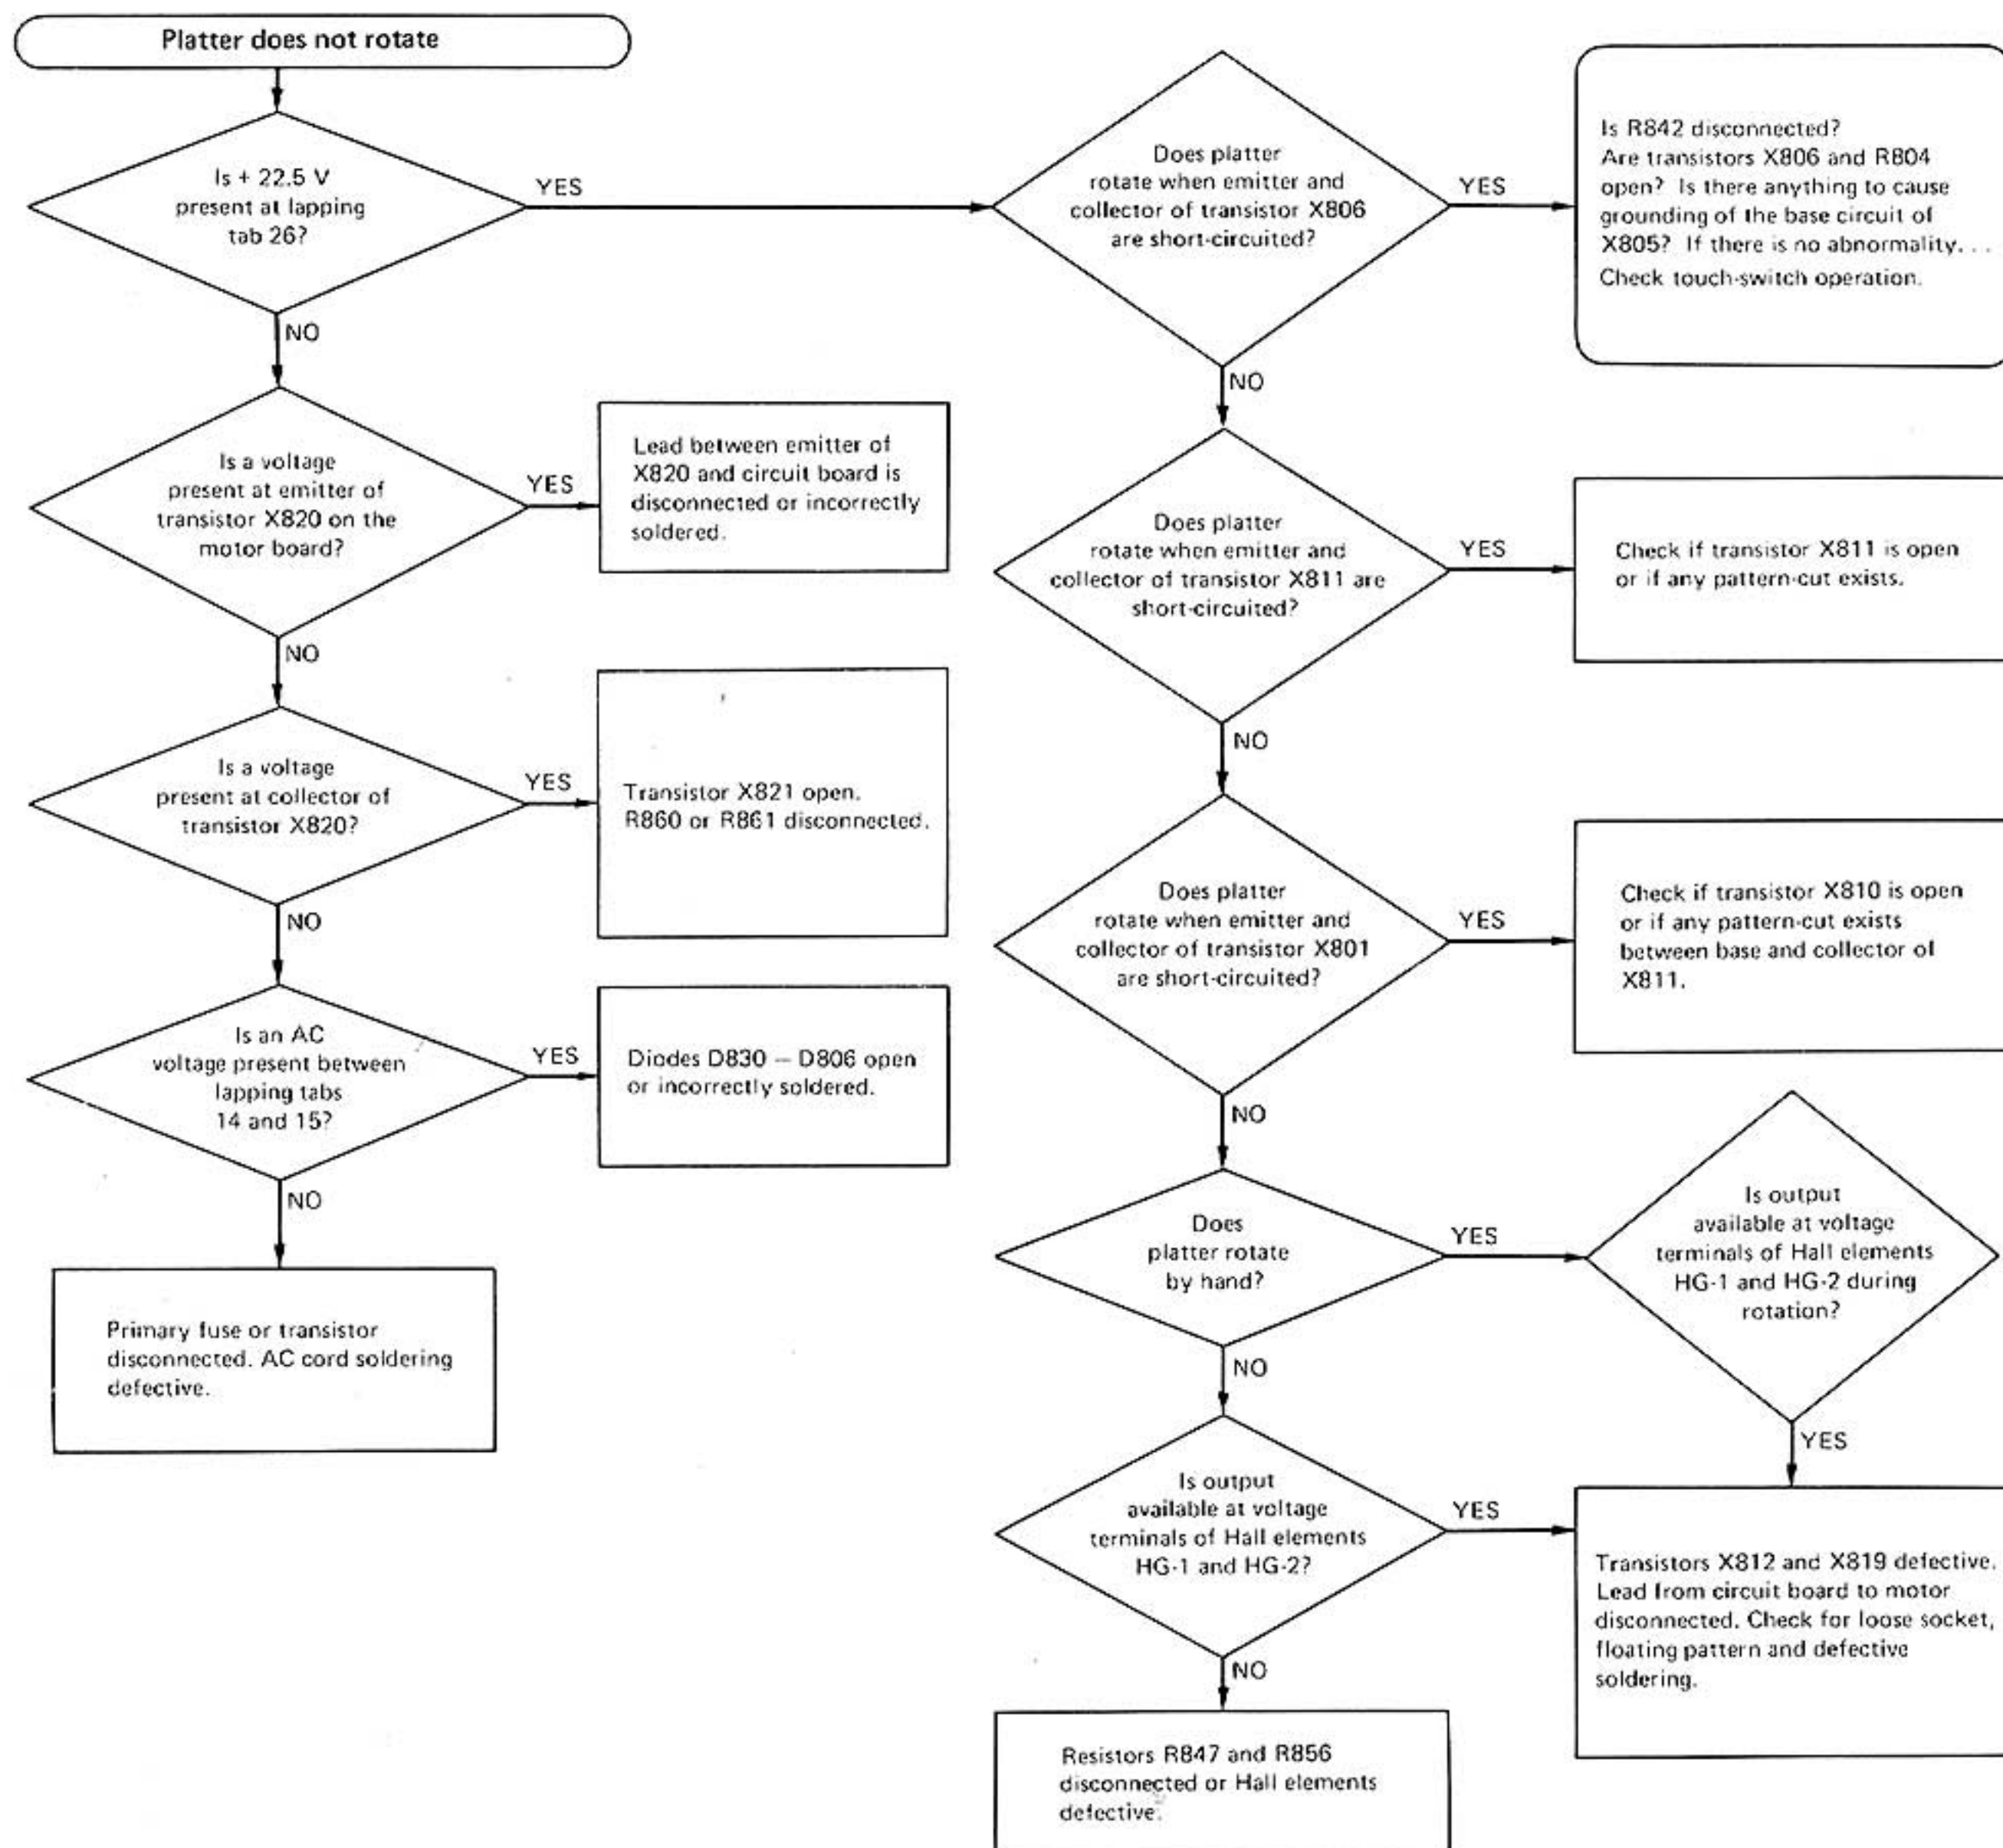 Platter does not rotate
Is + 22.5 V
present at lapping
tab 26?
YES
NO
Is a voltage
present at emitter of
transistor X820 on the
motor board?
YES
Lead between emitter of
X820 and circuit board is
disconnected or incorrectly
soldered.
NO
Is a voltage
present at collector of
transistor X820?
YES
Transistor X821 open.
R860 or R861 disconnected.
NO
Is an AC
voltage present between
lapping tabs
14 and 15?
YES
Diodes D830 — D806 open
or incorrectly soldered.
NO
Primary fuse or transistor
disconnected. AC cord soldering
defective.
Does platter
rotate when emitter and
collector of transistor X806
are short-circuited?
YES
Is R842 disconnected?
Are transistors X806 and R804
open? Is there anything to cause
grounding of the base circuit of
X805? If there is no abnormality. . .
Check touch-switch operation.
NO
Does platter
rotate when emitter and
collector of transistor X811 are
short-circuited?
YES
Check if transistor X811 is open
or if any pattern-cut exists.
NO
Does platter
rotate when emitter and
collector of transistor X801
are short-circuited?
YES
Check if transistor X810 is open
or if any pattern-cut exists
between base and collector of
X811.
NO
Does
platter rotate
by hand?
YES
Is output
available at voltage
terminals of Hall elements
HG-1 and HG-2 during
rotation?
YES
NO
Is output
available at voltage
terminals of Hall elements
HG-1 and HG-2?
YES
Transistors X812 and X819 defective.
Lead from circuit board to motor
disconnected. Check for loose socket,
floating pattern and defective
soldering.
NO
Resistors R847 and R856
disconnected or Hall elements
defective.